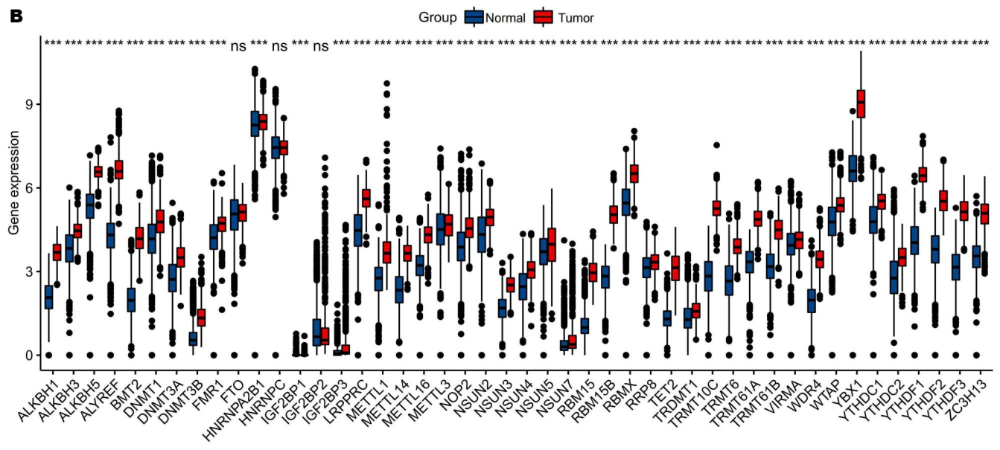 B
Group Normal Tumor
*** *** *** *** *** *** *** *** *** ns *** ns *** ns *** *** *** *** *** *** *** *** *** *** *** *** *** *** *** *** *** *** *** *** *** *** *** *** *** *** *** *** *** *** *** ***
Gene expression
9
6
3
0
ALKBH1 ALKBH3 ALKBH5 ALYREF BMT2 DNMT1 DNMT3A DNMT3B FMR1 FTO HNRNPA2B1 HNRNPC IGF2BP1 IGF2BP2 IGF2BP3 LRPPRC METTL1 METTL14 METTL16 METTL3 NOP2 NSUN2 NSUN3 NSUN4 NSUN5 NSUN7 RBM15 RBM15B RBMX RRP8 TET2 TRDMT1 TRMT10C TRMT6 TRMT61A TRMT61B VIRMA WDR4 WTAP YBX1 YTHDC1 YTHDC2 YTHDF1 YTHDF2 YTHDF3 ZC3H13